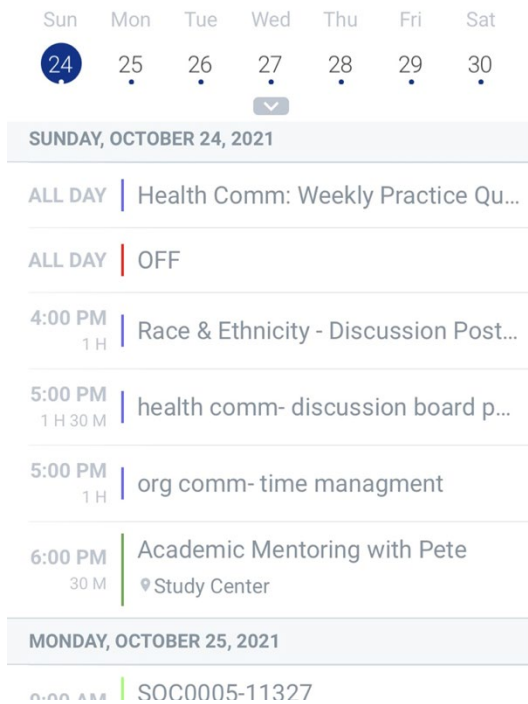 Sun Mon Tue Wed Thu Fri Sat
24 25 26 27 28 29 30
SUNDAY, OCTOBER 24, 2021
ALL DAY Health Comm: Weekly Practice Qu...
ALL DAY OFF
4:00 PM
1 H
Race & Ethnicity - Discussion Post...
5:00 PM
1 H 30 M
health comm- discussion board p...
5:00 PM
1 H
org comm- time managment
6:00 PM
30 M
Academic Mentoring with Pete
Study Center
MONDAY, OCTOBER 25, 2021
SOC0005-11327